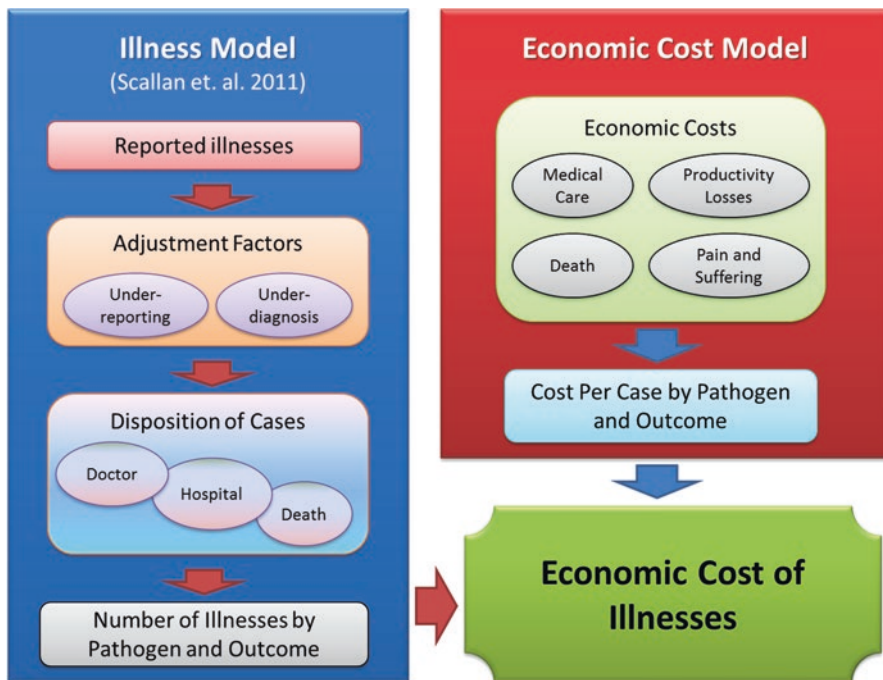 Illness Model
(Scallan et. al. 2011)
Reported illnesses
Adjustment Factors
Under-
reporting
Under-
diagnosis
Disposition of Cases
Doctor
Hospital
Death
Number of Illnesses by
Pathogen and Outcome
Economic Cost Model
Economic Costs
Medical
Care
Productivity
Losses
Death
Pain and
Suffering
Cost Per Case by Pathogen
and Outcome
Economic Cost of
Illnesses